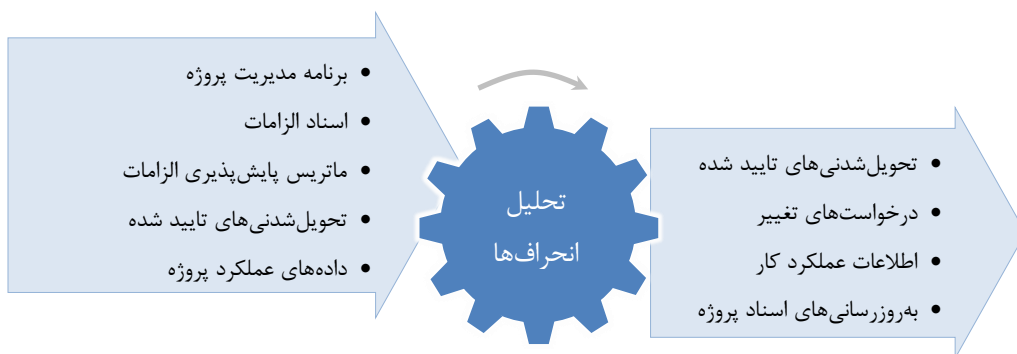 • برنامه مدیریت پروژه
• اسناد الزامات
• ماتریس پایش‌پذیری الزامات
• تحویل‌شدنی‌های تایید شده
• داده‌های عملکرد پروژه
تحلیل
انحراف‌ها
• تحویل‌شدنی‌های تایید شده
• درخواست‌های تغییر
• اطلاعات عملکرد کار
• به‌روزرسانی‌های اسناد پروژه